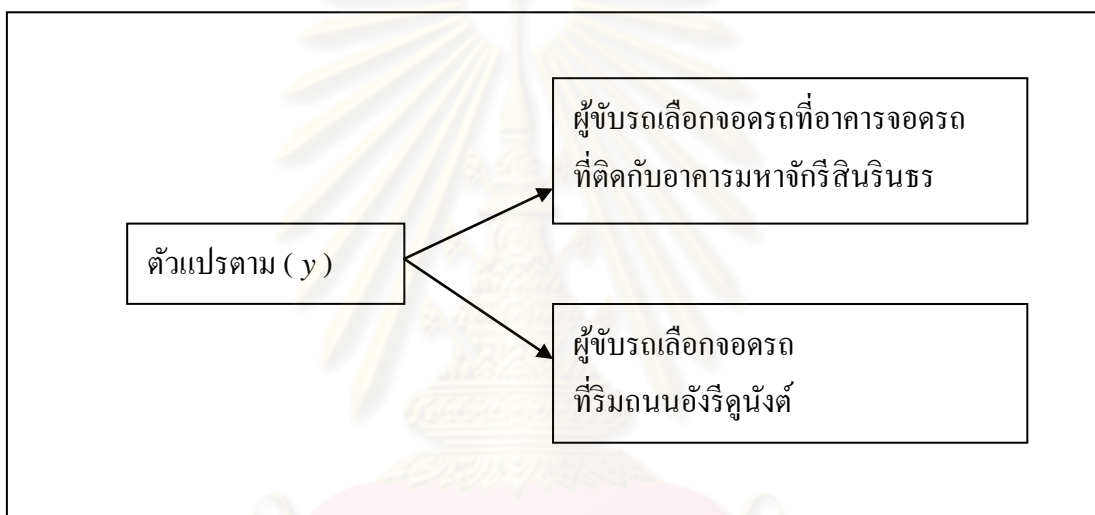 ผู้ขับรถเลือกจอดรถที่อาคารจอดรถ
ที่ติดกับอาคารมหาจักรีสินรินธร
ตัวแปรตาม ( y )
ผู้ขับรถเลือกจอดรถ
ที่ริมถนนอังรีดูนังต์